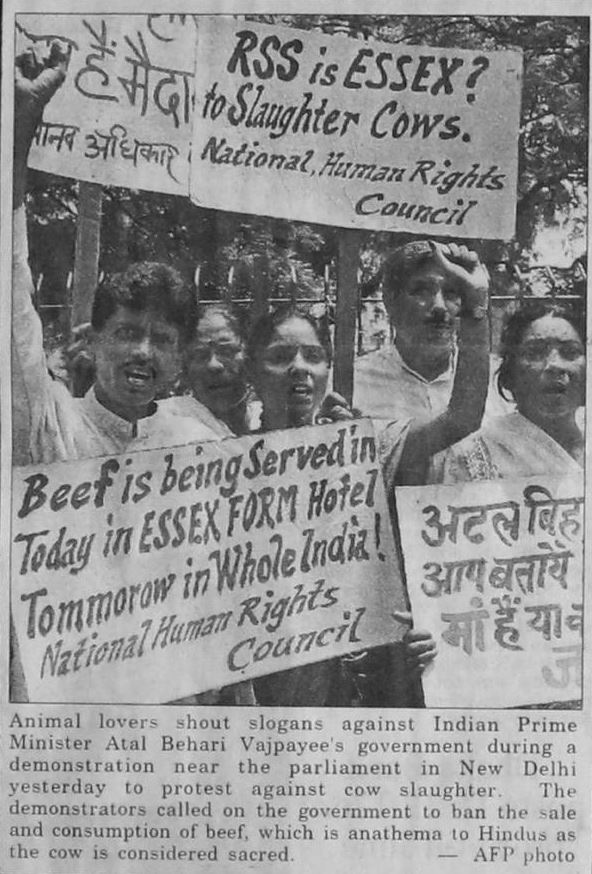 हैं मैदा
मानव अधिकार
RSS is ESSEX?
to Slaughter Cows.
National, Human Rights
Council
Beef is being Served in
Today in ESSEX FORM Hotel
Tommorow in Whole India!
National Human Rights
Council
अटल बिह
आप बतायें
मां हैं या
Animal lovers shout slogans against Indian Prime
Minister Atal Behari Vajpayee's government during a
demonstration near the parliament in New Delhi
yesterday to protest against cow slaughter. The
demonstrators called on the government to ban the sale
and consumption of beef, which is anathema to Hindus as
the cow is considered sacred. — AFP photo